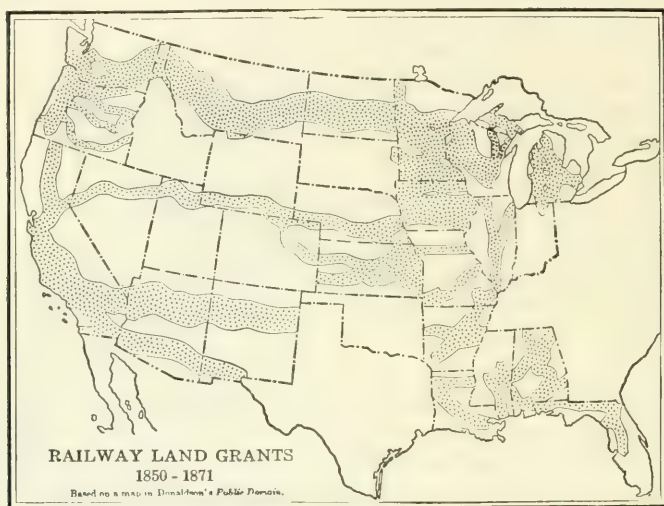 RAILWAY LAND GRANTS
1850 - 1871
Based on a map in Donaldson's Public Domain.